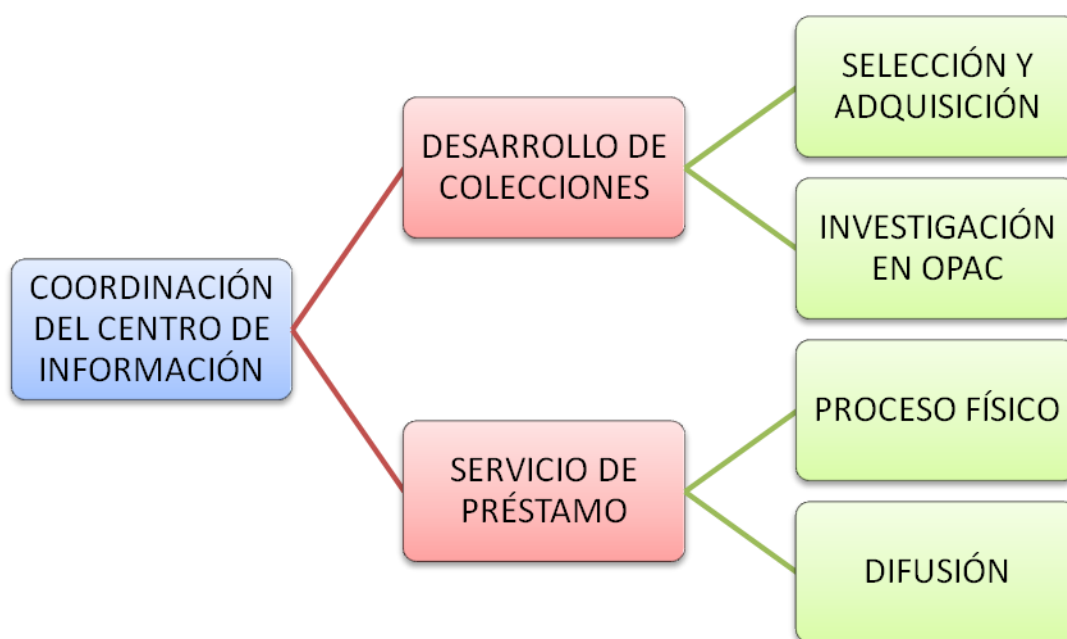 COORDINACIÓN
DEL CENTRO DE
INFORMACIÓN
DESARROLLO DE
COLECCIONES
SELECCIÓN Y
ADQUISICIÓN
INVESTIGACIÓN
EN OPAC
SERVICIO DE
PRÉSTAMO
PROCESO FÍSICO
DIFUSIÓN